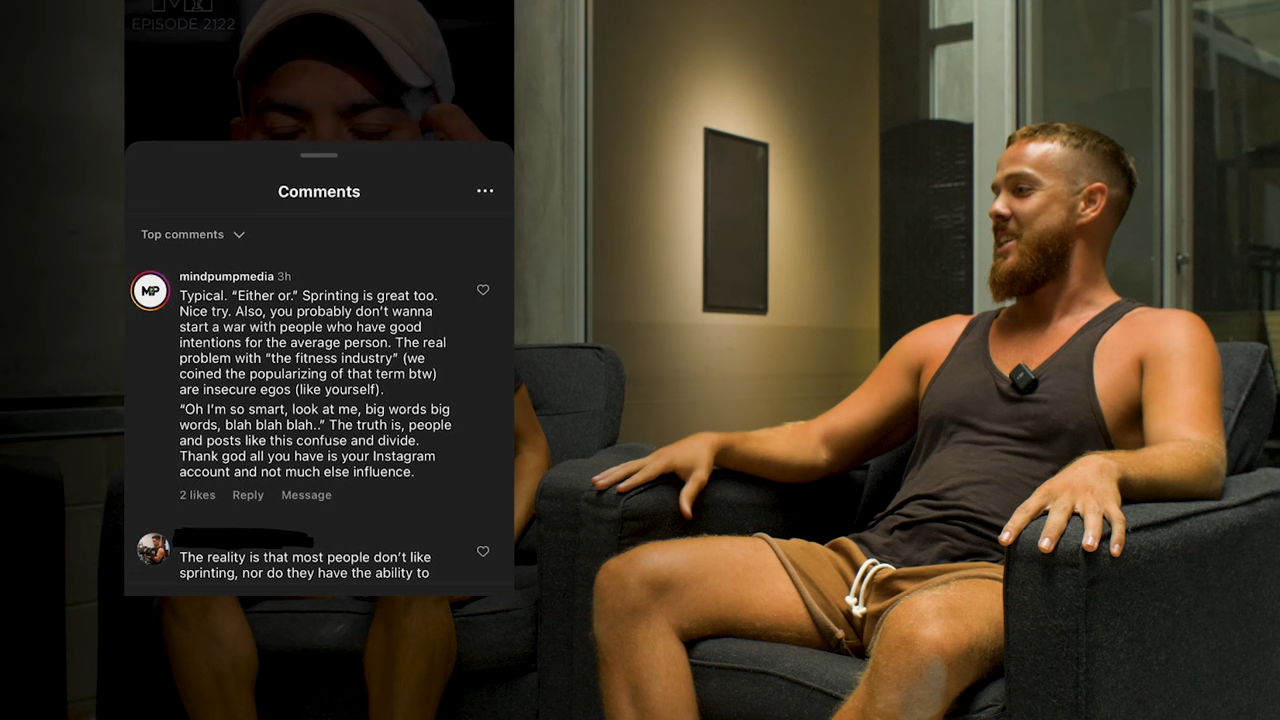 EPISODE 2122
Comments
Top comments
mindpumpmedia 3h
MP
Typical. “Either or.” Sprinting is great too.
Nice try. Also, you probably don’t wanna
start a war with people who have good
intentions for the average person. The real
problem with “the fitness industry” (we
coined the popularizing of that term btw)
are insecure egos (like yourself).
“Oh I’m so smart, look at me, big words big
words, blah blah blah..” The truth is, people
and posts like this confuse and divide.
Thank god all you have is your Instagram
account and not much else influence.
2 likes Reply Message
The reality is that most people don’t like
sprinting, nor do they have the ability to